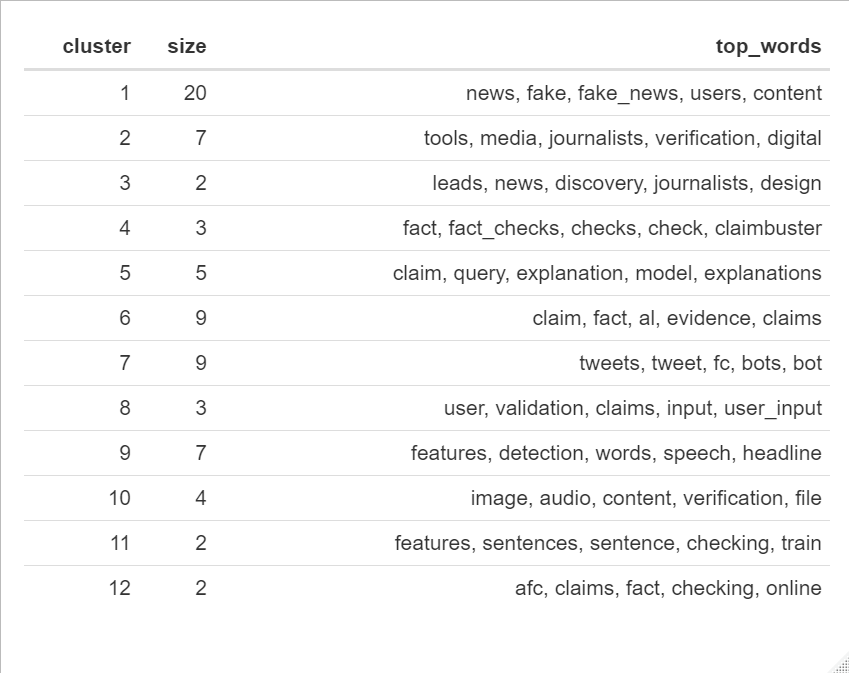 cluster size top_words
1 20 news, fake, fake_news, users, content
2 7 tools, media, journalists, verification, digital
3 2 leads, news, discovery, journalists, design
4 3 fact, fact_checks, checks, check, claimbuster
5 5 claim, query, explanation, model, explanations
6 9 claim, fact, al, evidence, claims
7 9 tweets, tweet, fc, bots, bot
8 3 user, validation, claims, input, user_input
9 7 features, detection, words, speech, headline
10 4 image, audio, content, verification, file
11 2 features, sentences, sentence, checking, train
12 2 afc, claims, fact, checking, online